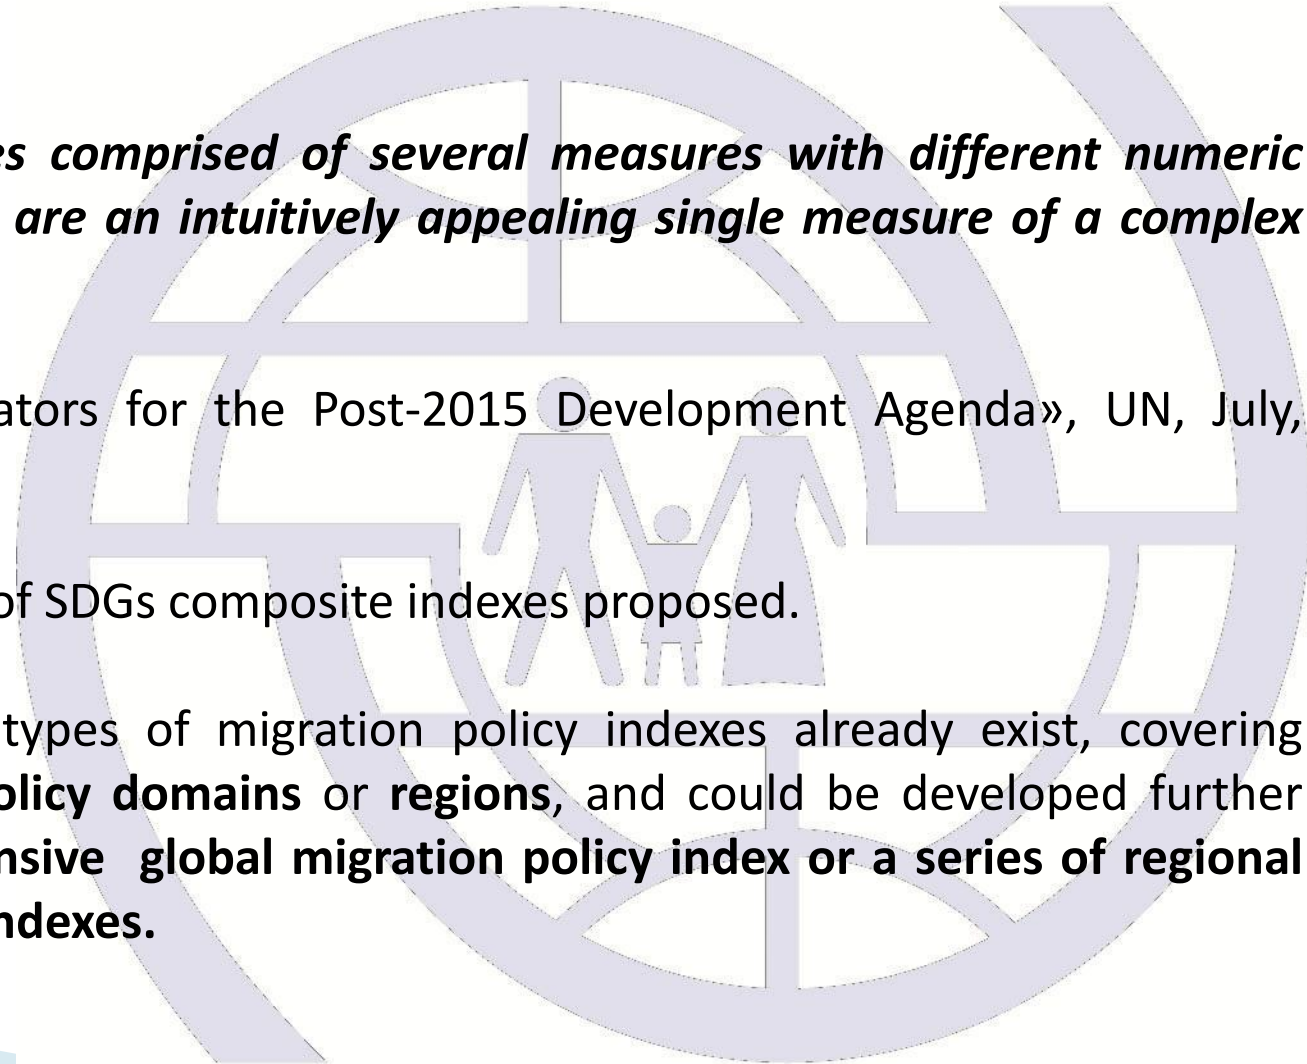 es comprised of several measures with different numeric
are an intuitively appealing single measure of a complex
ators for the Post-2015 Development Agenda», UN, July,
of SDGs composite indexes proposed.
types of migration policy indexes already exist, covering
olicy domains or regions, and could be developed further
nsive global migration policy index or a series of regional
ndexes.